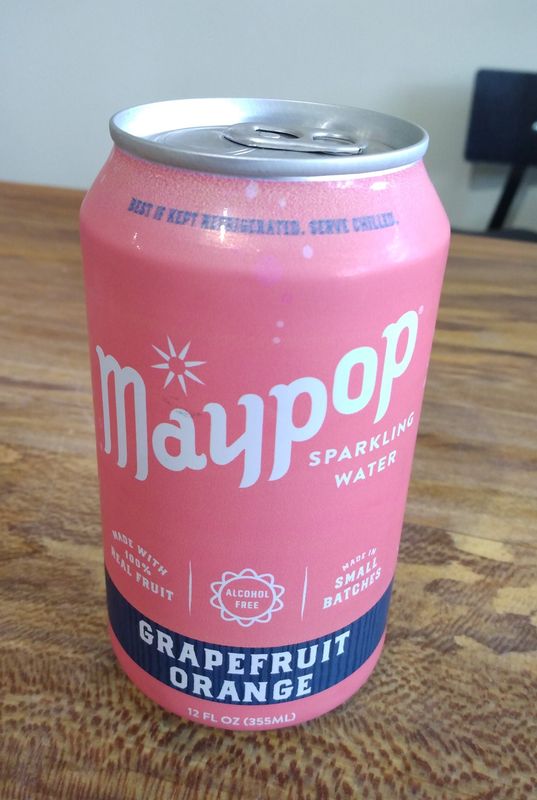 BEST IF KEPT REFRIGERATED. SERVE CHILLED.
Maypop®
SPARKLING
WATER
MADE WITH
100%
REAL FRUIT
ALCOHOL
FREE
MADE IN
SMALL
BATCHES
GRAPEFRUIT
ORANGE
12 FL OZ (355ML)